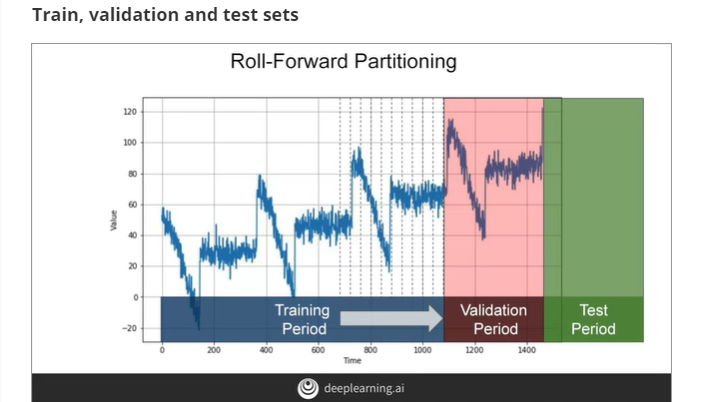 Train, validation and test sets
Roll-Forward Partitioning
120
100
80
60
40
20
0
−20
Value
Training
Period
Validation
Period
Test
Period
0 200 400 600 800 1000 1200 1400
Time
deeplearning.ai